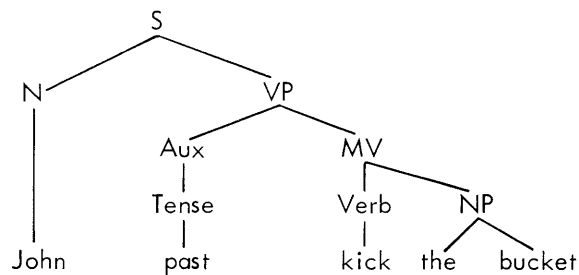 S
N VP
Aux MV
Tense Verb NP
John past kick the bucket